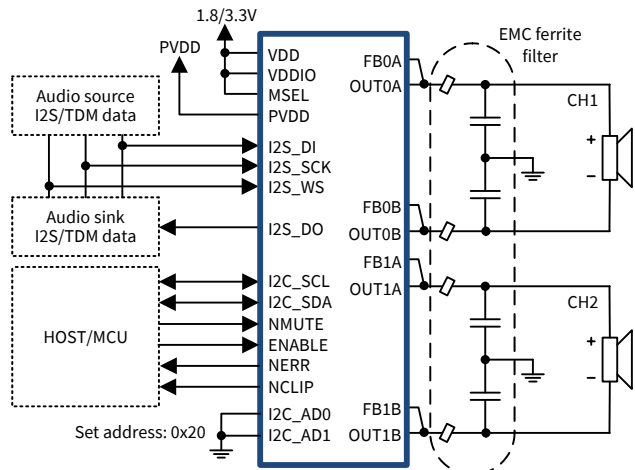 1.8/3.3V
PVDD
Audio source
I2S/TDM data
Audio sink
I2S/TDM data
HOST/MCU
Set address: 0x20
VDD
VDDIO
MSEL
PVDD
I2S_DI
I2S_SCK
I2S_WS
I2S_DO
I2C_SCL
I2C_SDA
NMUTE
ENABLE
NERR
NCLIP
I2C_AD0
I2C_AD1
FB0A
OUT0A
FB0B
OUT0B
FB1A
OUT1A
FB1B
OUT1B
EMC ferrite
filter
CH1
+
-
CH2
+
-